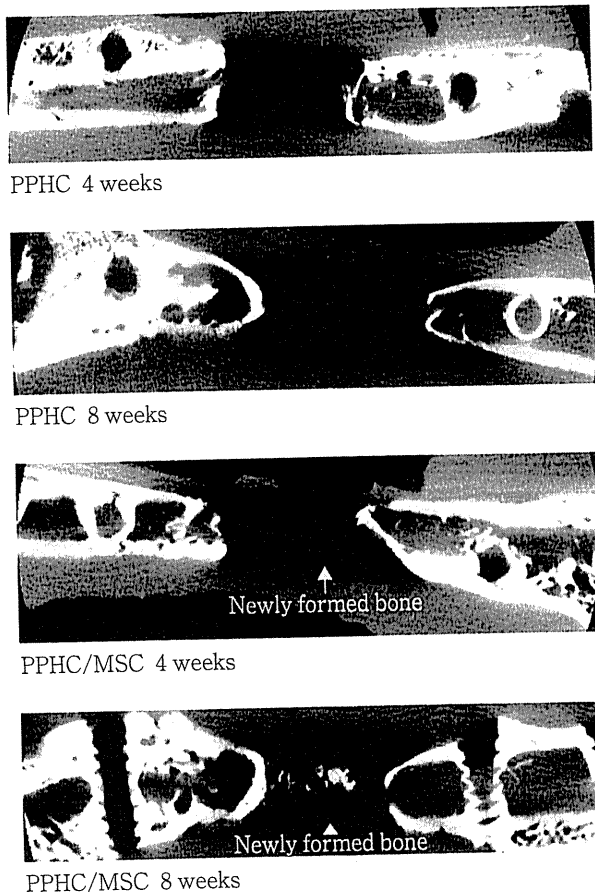 PPHC 4 weeks
PPHC 8 weeks
Newly formed bone
PPHC/MSC 4 weeks
Newly formed bone
PPHC/MSC 8 weeks